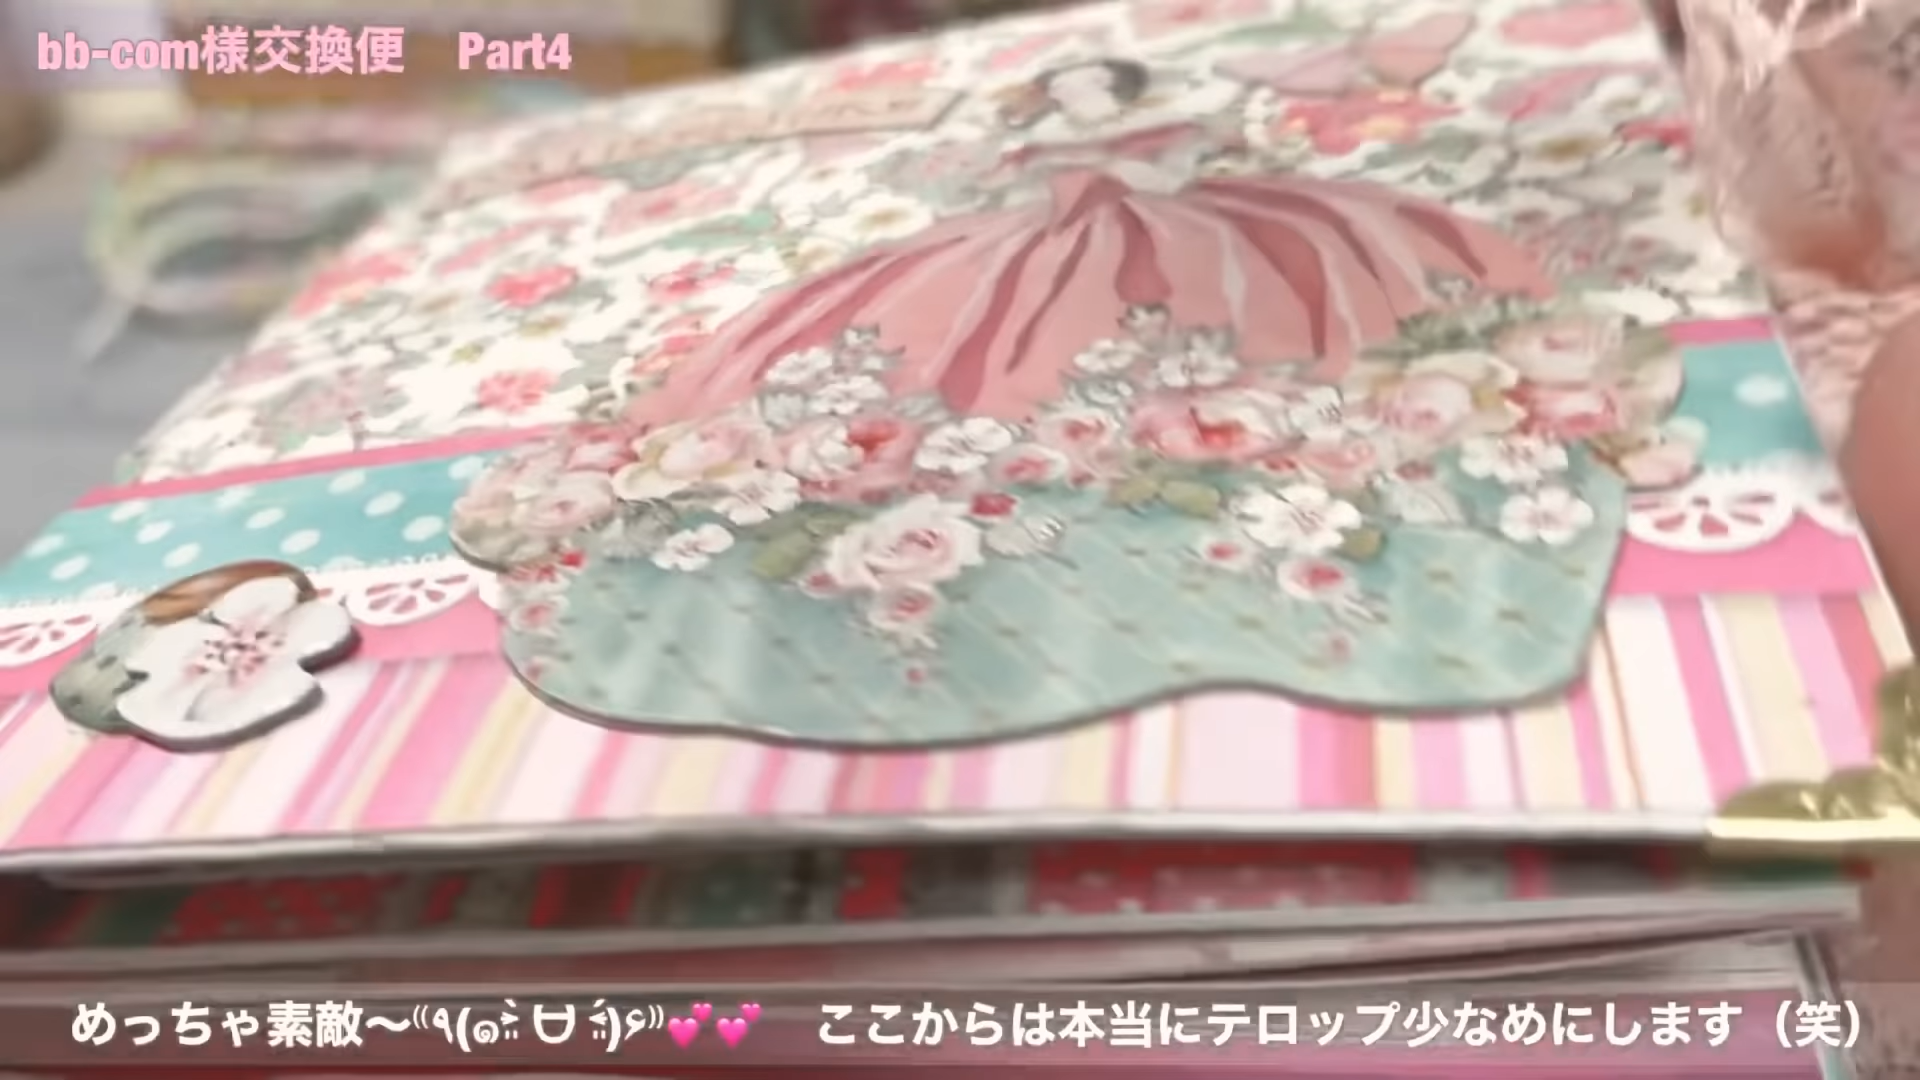 bb-com様交換便　Part4
めっちゃ素敵〜⁽⁽٩(๑˃̶͈̀ ᗨ ˂̶͈́)۶⁾⁾💕💕　ここからは本当にテロップ少なめにします（笑）